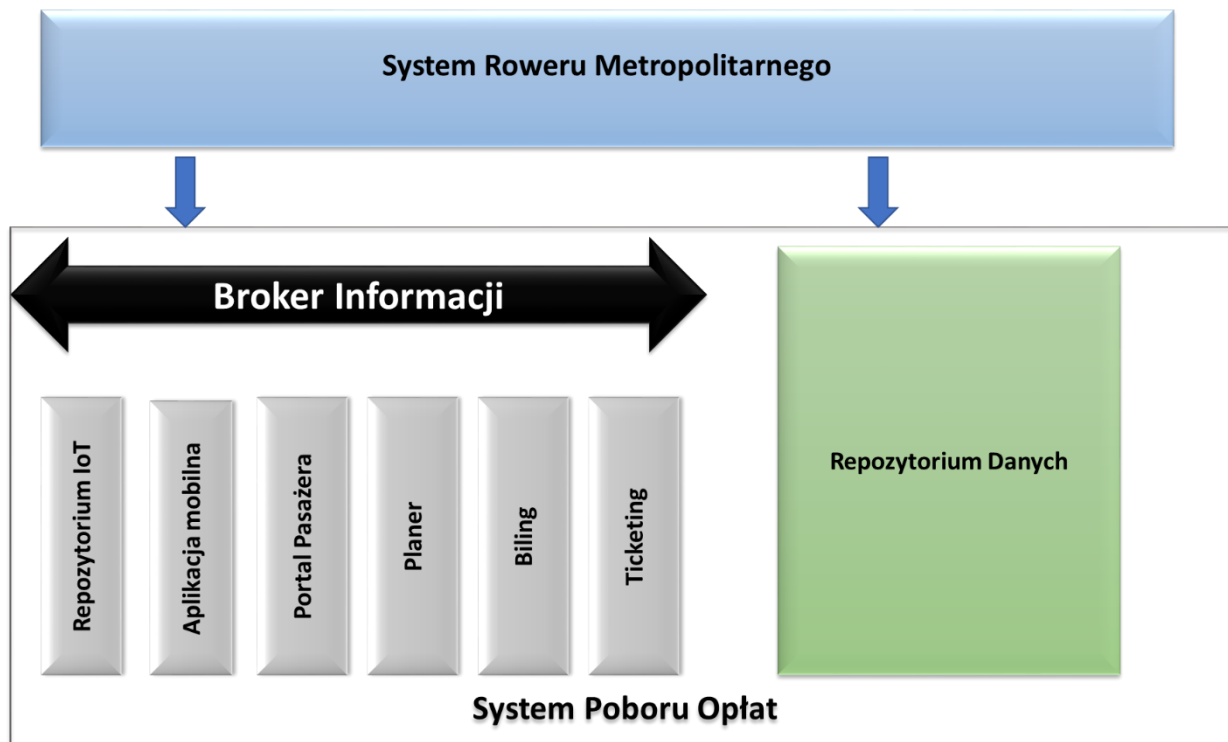 System Roweru Metropolitarnego
Broker Informacji
Repozytorium IoT
Aplikacja mobilna
Portal Pasażera
Planer
Biling
Ticketing
Repozytorium Danych
System Poboru Opłat